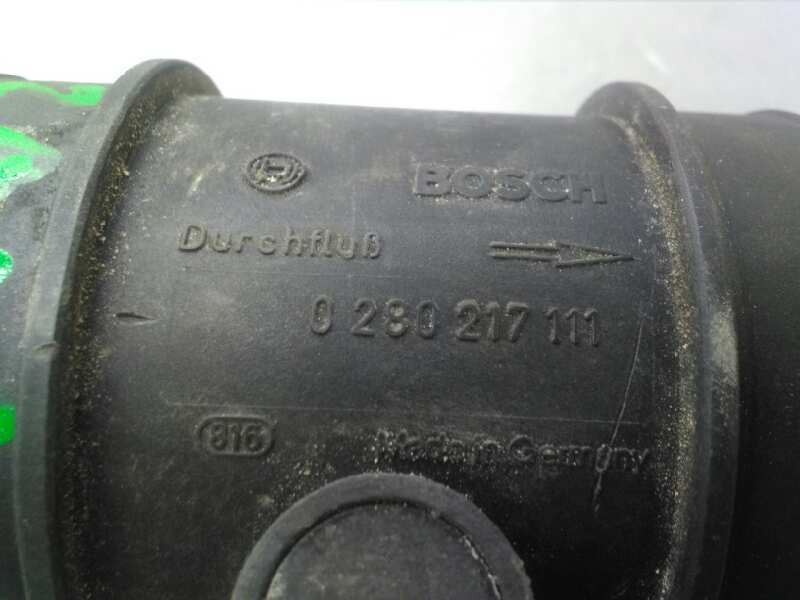 BOSCH
Durchfluß
0 280 217 111
816
Made in Germany